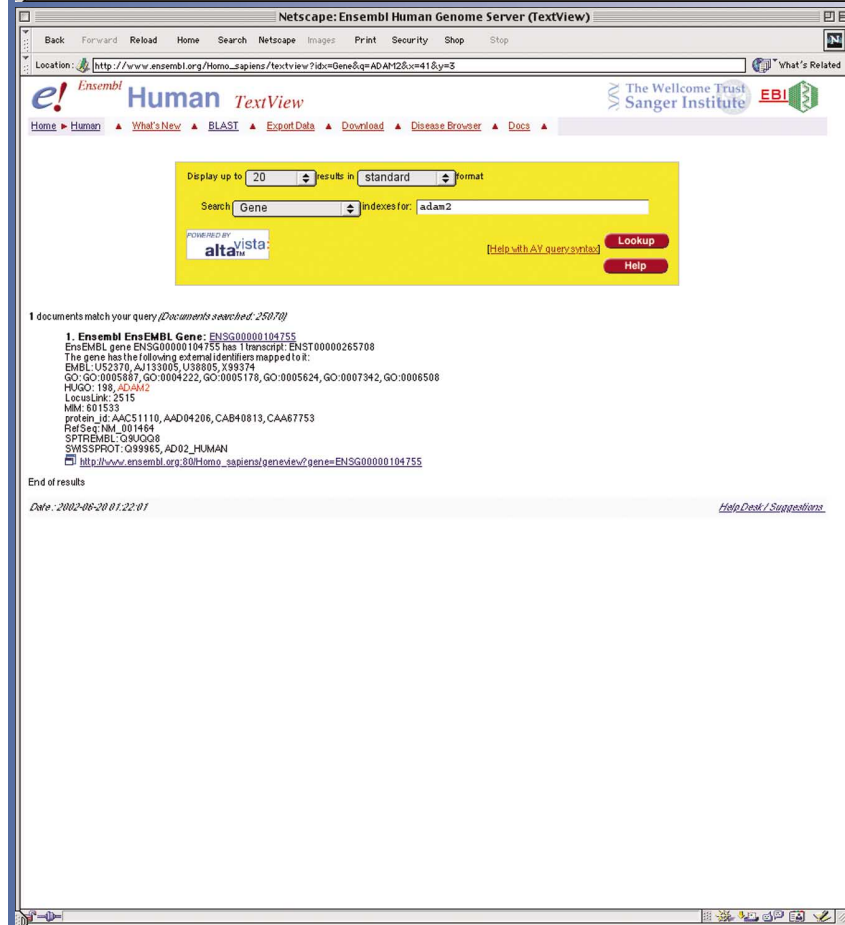 Netscape: Ensembl Human Genome Server (TextView)
Back Forward Reload Home Search Netscape Images Print Security Shop Stop
N
Location: http://www.ensembl.org/Homo_sapiens/textview?idx=Gene&q=ADAM2&x=41&y=3 What's Related
e! Ensembl Human TextView
The Wellcome Trust
Sanger Institute
EBI
Home Human What's New BLAST Export Data Download Disease Browser Docs
Display up to 20 results in standard format
Search Gene indexes for: adam2
POWERED BY
altavista:™
[Help with AV query syntax]
Lookup
Help
1 documents match your query (Documents searched: 25070)
1. Ensembl EnsEMBL Gene: ENSG00000104755
EnsEMBL gene ENSG00000104755 has 1 transcript: ENST00000265708
The gene has the following external identifiers mapped to it:
EMBL: U52370, AJ133005, U38805, X99374
GO: GO:0005887, GO:0004222, GO:0005178, GO:0005624, GO:0007342, GO:0006508
HUGO: 198, ADAM2
LocusLink: 2515
MIM: 601533
protein_id: AAC51110, AAD04206, CAB40813, CAA67753
RefSeq: NM_001464
SPTREMBL: Q9UQQ8
SWISSPROT: Q99965, AD02_HUMAN
http://www.ensembl.org:80/Homo_sapiens/geneview?gene=ENSG00000104755
End of results
Date : 2002-06-20 01:22:01
Help Desk / Suggestions